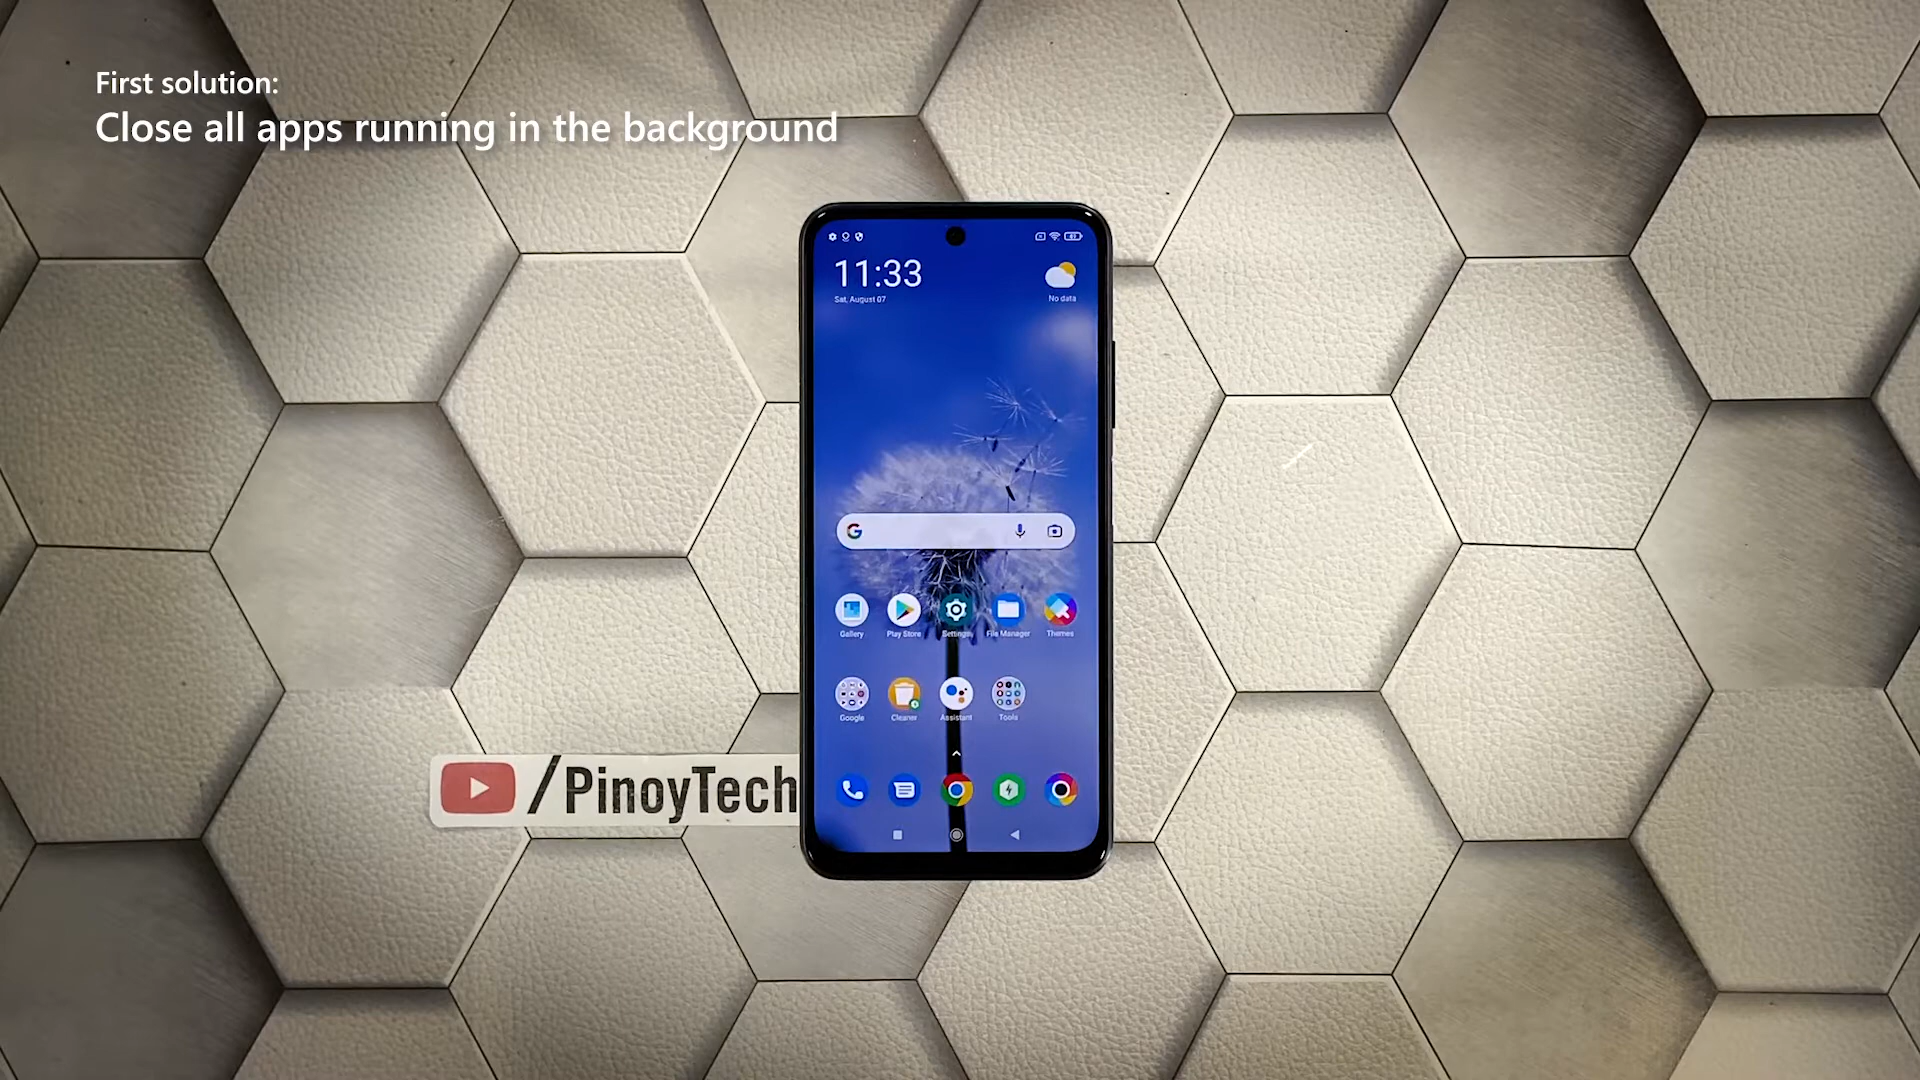 First solution:
Close all apps running in the background
11:33
Sat, August 07
No data
Gallery
Play Store
Settings
File Manager
Themes
Google
Cleaner
Assistant
Tools
/PinoyTech